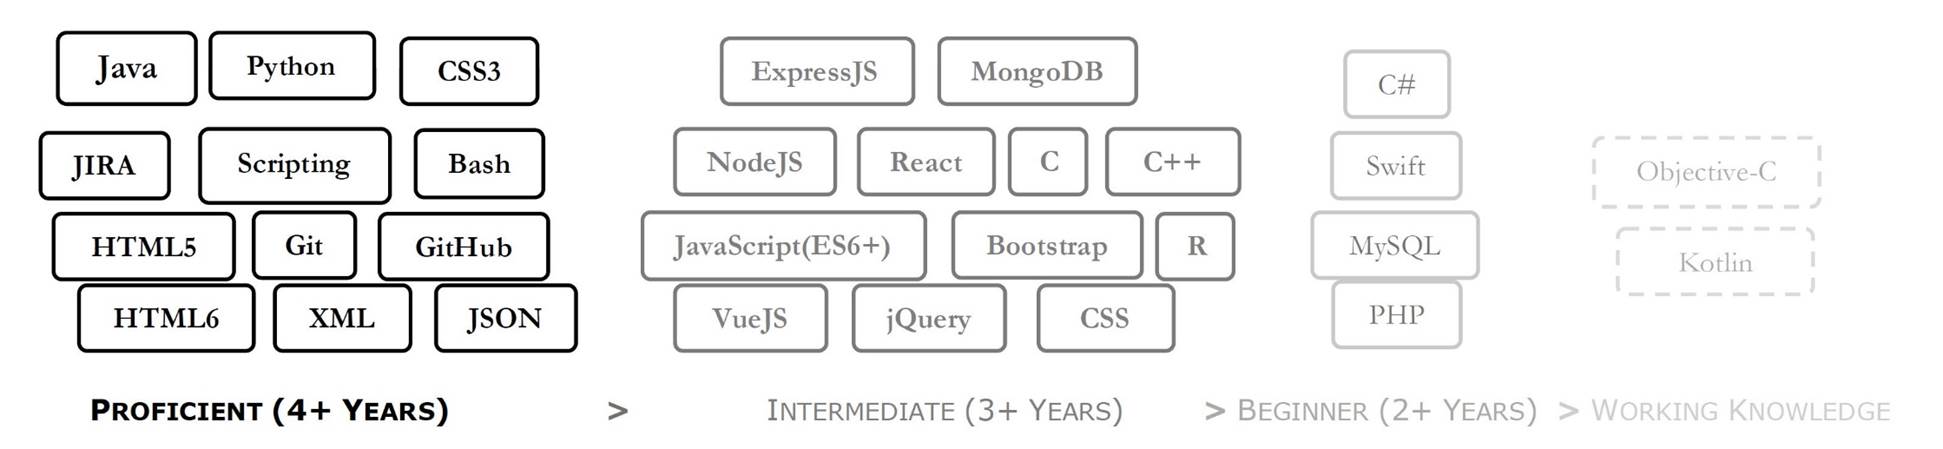 Java Python CSS3 ExpressJS MongoDB C#
JIRA Scripting Bash NodeJS React C C++ Swift Objective-C
HTML5 Git GitHub JavaScript(ES6+) Bootstrap R MySQL Kotlin
HTML6 XML JSON VueJS jQuery CSS PHP
PROFICIENT (4+ YEARS) > INTERMEDIATE (3+ YEARS) > BEGINNER (2+ YEARS) > WORKING KNOWLEDGE